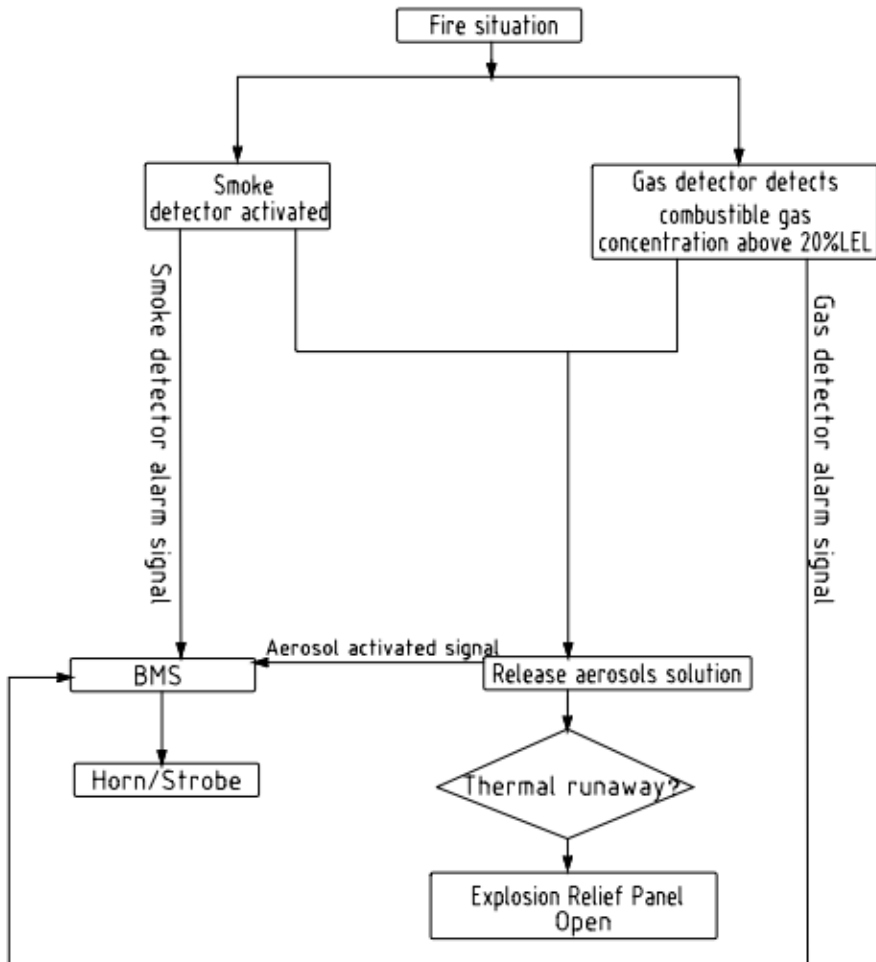 Fire situation
Smoke
detector activated
Gas detector detects
combustible gas
concentration above 20%LEL
Smoke detector alarm signal
Gas detector alarm signal
Aerosol activated signal
BMS
Release aerosols solution
Horn/Strobe
Thermal runaway?
Explosion Relief Panel
Open